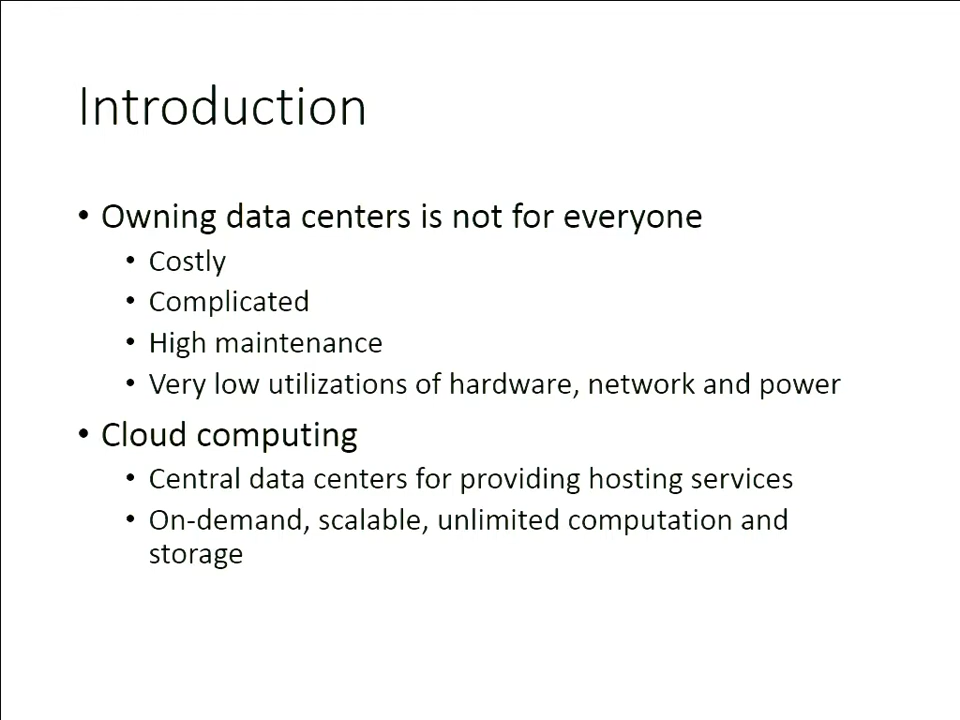 Introduction
• Owning data centers is not for everyone
• Costly
• Complicated
• High maintenance
• Very low utilizations of hardware, network and power
• Cloud computing
• Central data centers for providing hosting services
• On-demand, scalable, unlimited computation and
storage